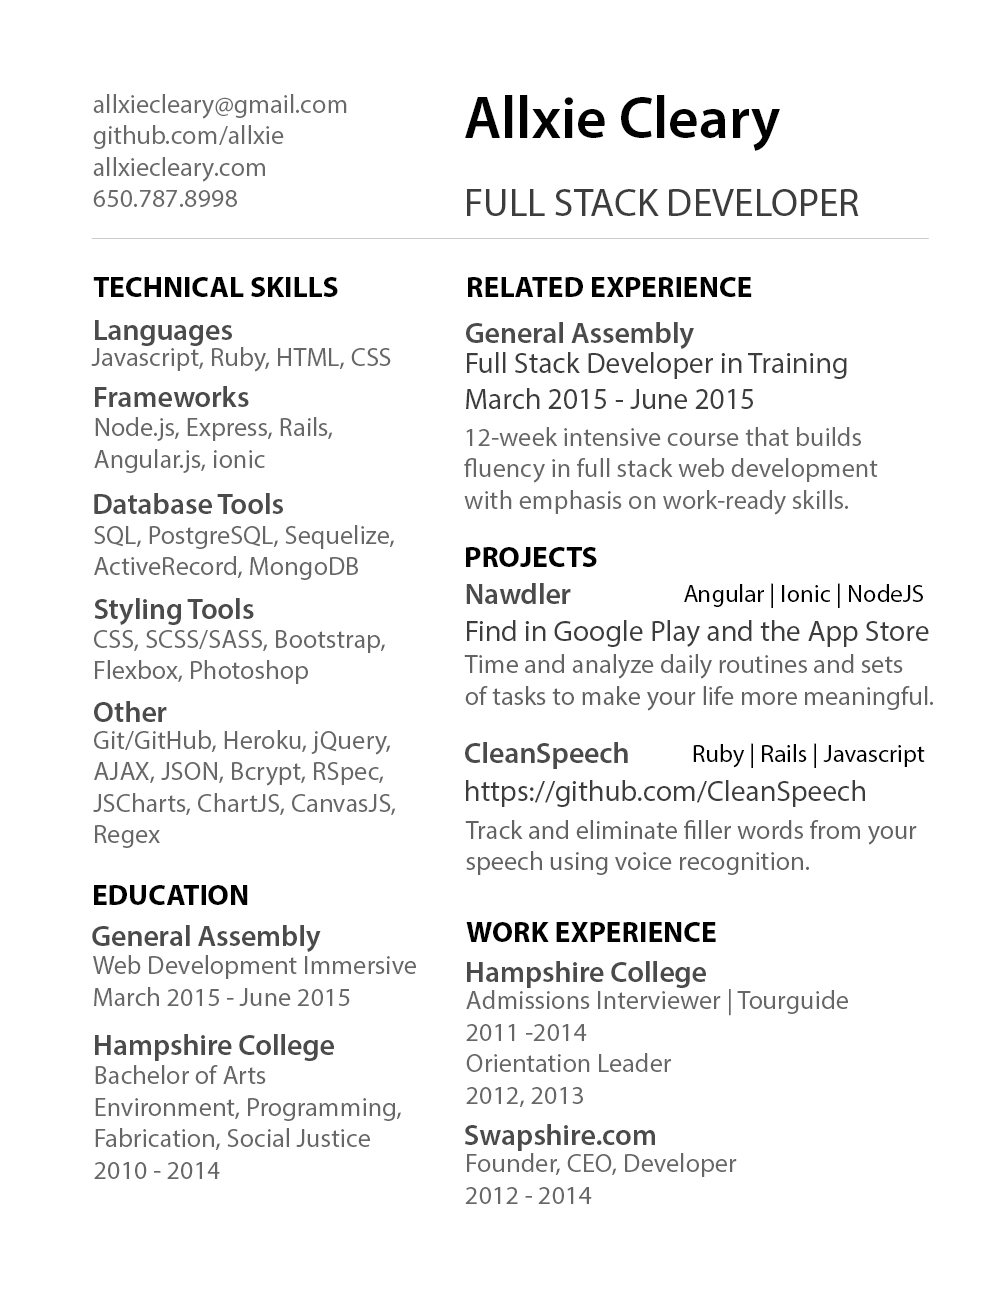 allxiecleary@gmail.com
github.com/allxie
allxiecleary.com
650.787.8998
Allxie Cleary
FULL STACK DEVELOPER
TECHNICAL SKILLS
Languages
Javascript, Ruby, HTML, CSS
Frameworks
Node.js, Express, Rails,
Angular.js, ionic
Database Tools
SQL, PostgreSQL, Sequelize,
ActiveRecord, MongoDB
Styling Tools
CSS, SCSS/SASS, Bootstrap,
Flexbox, Photoshop
Other
Git/GitHub, Heroku, jQuery,
AJAX, JSON, Bcrypt, RSpec,
JSCharts, ChartJS, CanvasJS,
Regex
EDUCATION
General Assembly
Web Development Immersive
March 2015 - June 2015
Hampshire College
Bachelor of Arts
Environment, Programming,
Fabrication, Social Justice
2010 - 2014
RELATED EXPERIENCE
General Assembly
Full Stack Developer in Training
March 2015 - June 2015
12-week intensive course that builds
fluency in full stack web development
with emphasis on work-ready skills.
PROJECTS
Nawdler Angular | Ionic | NodeJS
Find in Google Play and the App Store
Time and analyze daily routines and sets
of tasks to make your life more meaningful.
CleanSpeech Ruby | Rails | Javascript
https://github.com/CleanSpeech
Track and eliminate filler words from your
speech using voice recognition.
WORK EXPERIENCE
Hampshire College
Admissions Interviewer | Tourguide
2011 -2014
Orientation Leader
2012, 2013
Swapshire.com
Founder, CEO, Developer
2012 - 2014